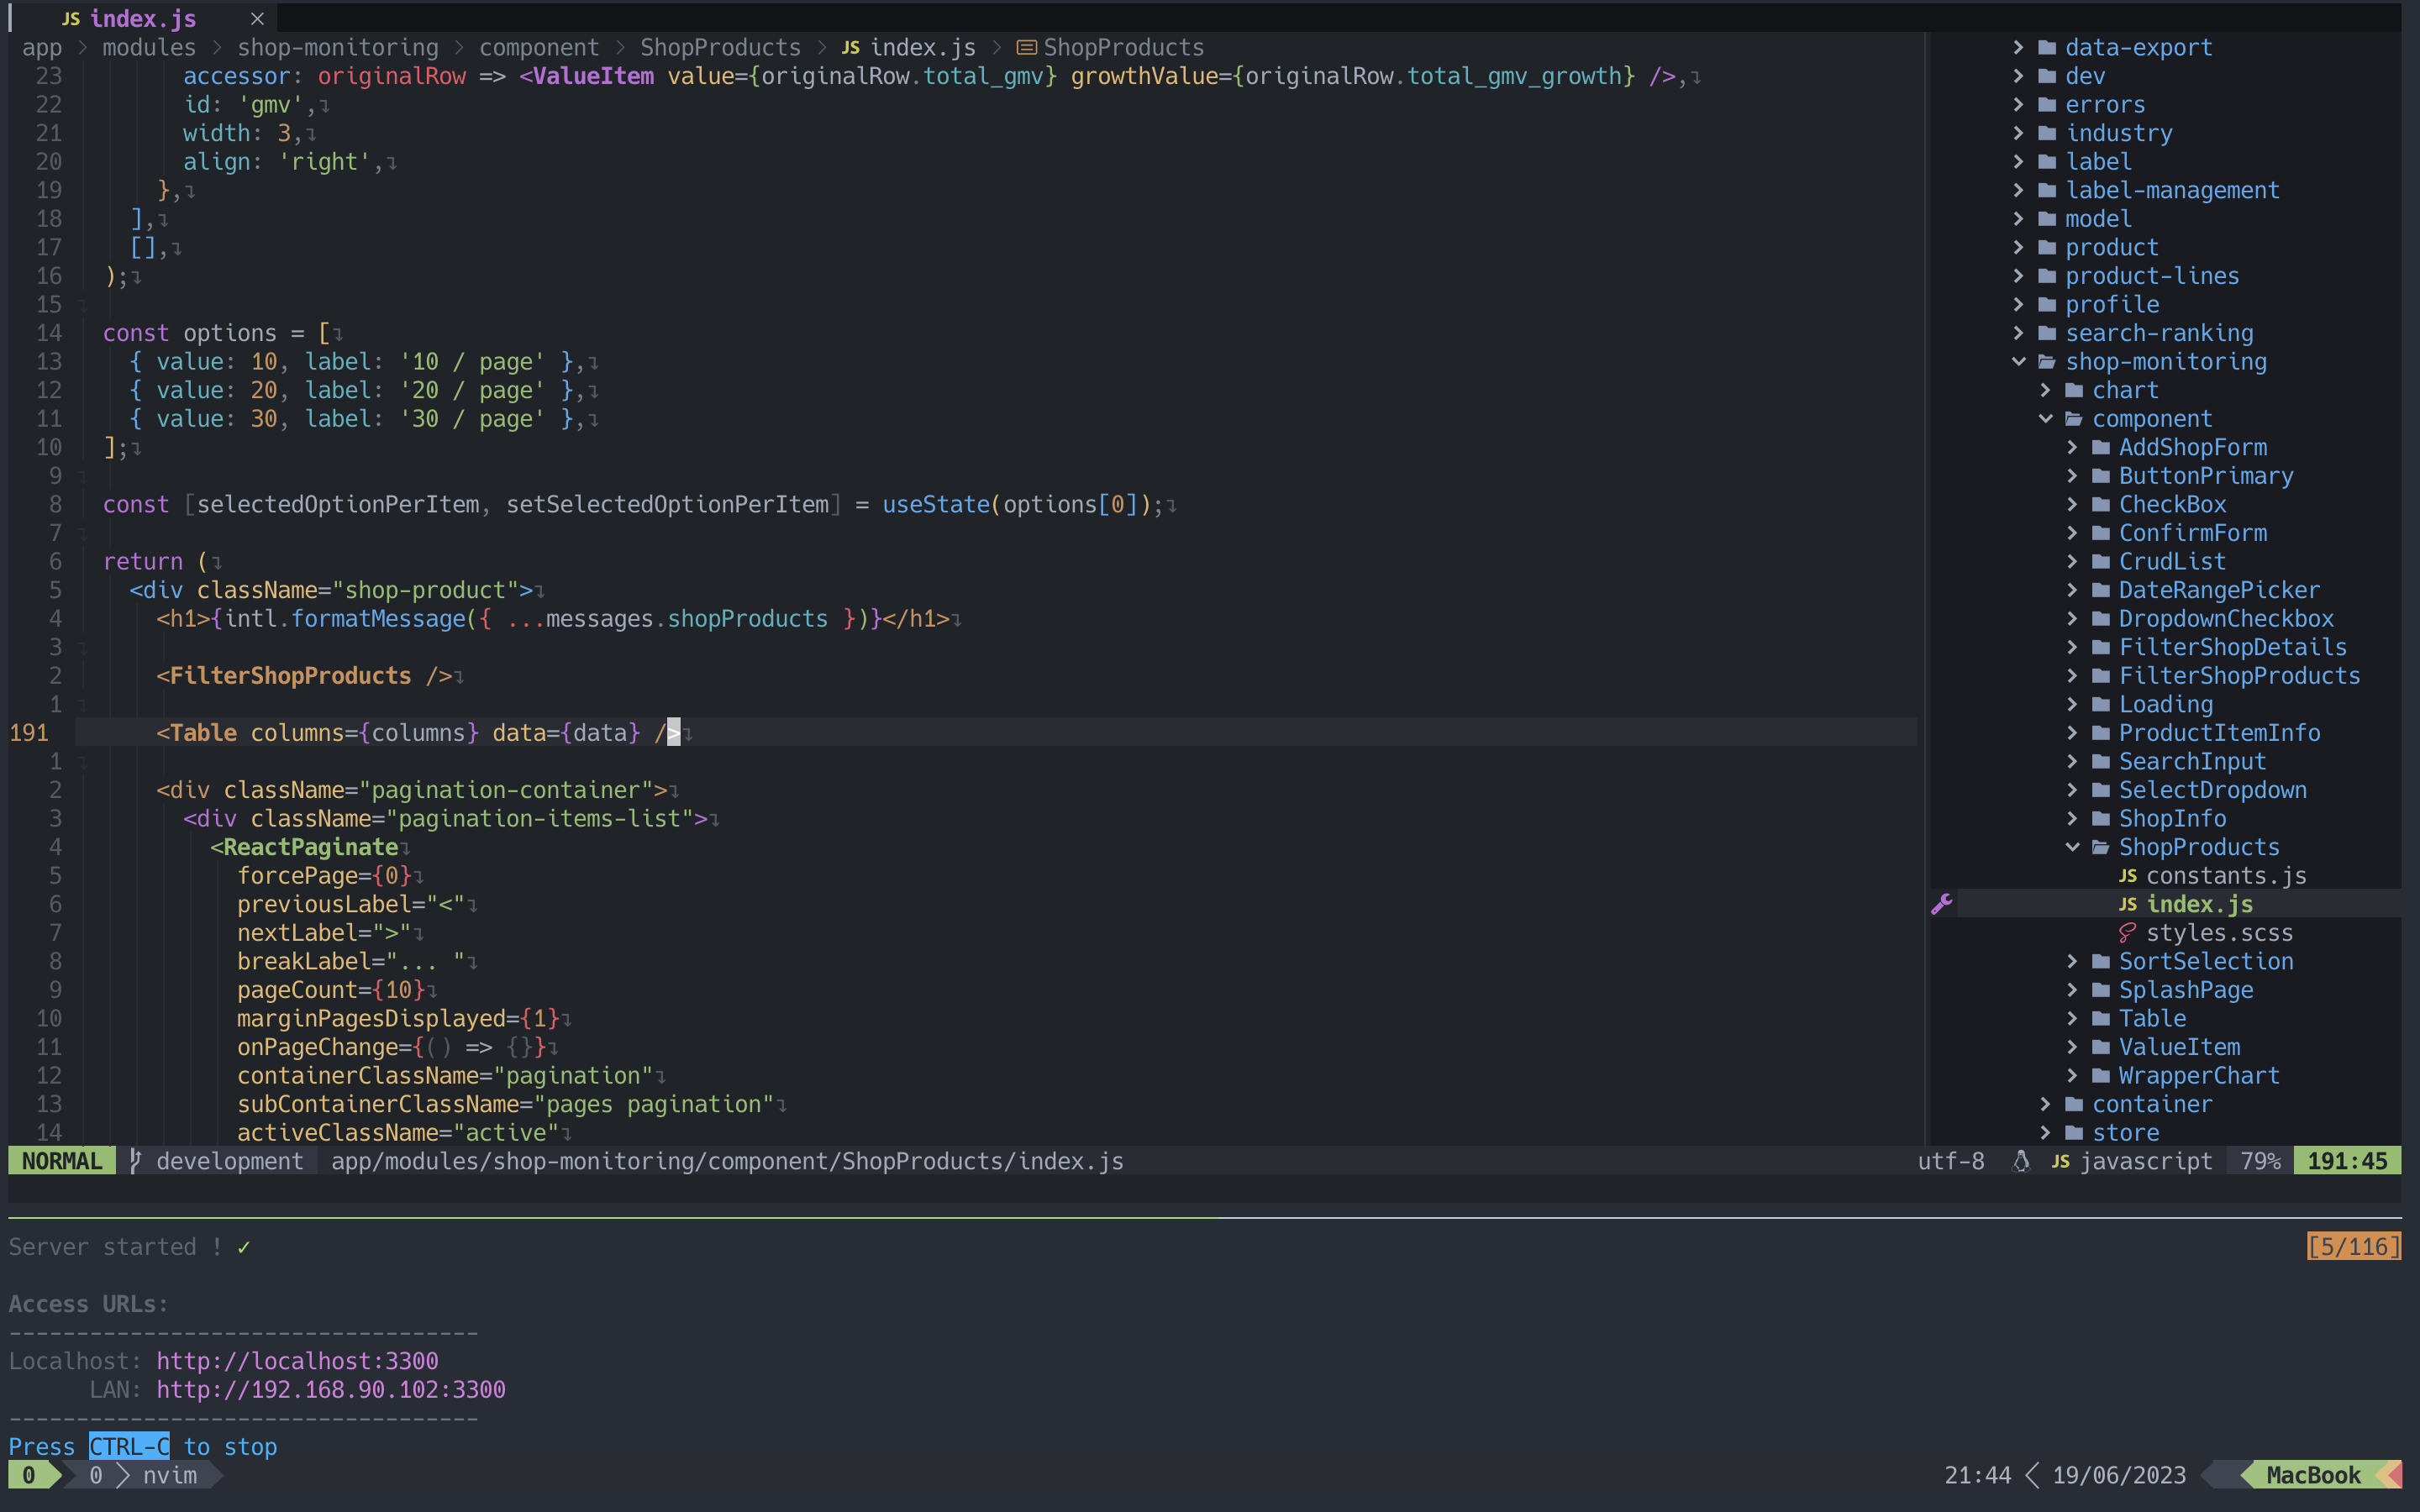 JS index.js ×
app > modules > shop-monitoring > component > ShopProducts > JS index.js > ShopProducts
23 accessor: originalRow => <ValueItem value={originalRow.total_gmv} growthValue={originalRow.total_gmv_growth} />,
22 id: 'gmv',
21 width: 3,
20 align: 'right',
19 },
18 ],
17 [],
16 );
15
14 const options = [
13 { value: 10, label: '10 / page' },
12 { value: 20, label: '20 / page' },
11 { value: 30, label: '30 / page' },
10 ];
9
8 const [selectedOptionPerItem, setSelectedOptionPerItem] = useState(options[0]);
7
6 return (
5 <div className="shop-product">
4 <h1>{intl.formatMessage({ ...messages.shopProducts })}</h1>
3
2 <FilterShopProducts />
1
191 <Table columns={columns} data={data} />
1
2 <div className="pagination-container">
3 <div className="pagination-items-list">
4 <ReactPaginate
5 forcePage={0}
6 previousLabel="<"
7 nextLabel=">"
8 breakLabel="... "
9 pageCount={10}
10 marginPagesDisplayed={1}
11 onPageChange={() => {}}
12 containerClassName="pagination"
13 subContainerClassName="pages pagination"
14 activeClassName="active"
data-export
dev
errors
industry
label
label-management
model
product
product-lines
profile
search-ranking
shop-monitoring
chart
component
AddShopForm
ButtonPrimary
CheckBox
ConfirmForm
CrudList
DateRangePicker
DropdownCheckbox
FilterShopDetails
FilterShopProducts
Loading
ProductItemInfo
SearchInput
SelectDropdown
ShopInfo
ShopProducts
JS constants.js
JS index.js
styles.scss
SortSelection
SplashPage
Table
ValueItem
WrapperChart
container
store
NORMAL development app/modules/shop-monitoring/component/ShopProducts/index.js utf-8 JS javascript 79% 191:45
Server started ! ✓ [5/116]
Access URLs:
-----------------------------------
Localhost: http://localhost:3300
LAN: http://192.168.90.102:3300
-----------------------------------
Press CTRL-C to stop
0 0 nvim 21:44 19/06/2023 MacBook